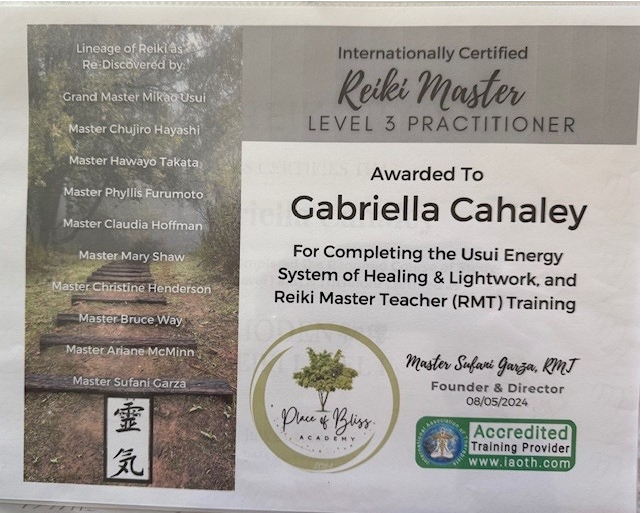 Lineage of Reiki as
Re-Discovered by:
Grand Master Mikao Usui
Master Chujiro Hayashi
Master Hawayo Takata
Master Phyllis Furumoto
Master Claudia Hoffman
Master Mary Shaw
Master Christine Henderson
Master Bruce Way
Master Ariane McMinn
Master Sufani Garza
靈
氣
Internationally Certified
Reiki Master
LEVEL 3 PRACTITIONER
Awarded To
Gabriella Cahaley
For Completing the Usui Energy
System of Healing & Lightwork, and
Reiki Master Teacher (RMT) Training
Place of Bliss
ACADEMY
Master Sufani Garza, RMT
Founder & Director
08/05/2024
Accredited
Training Provider
www.iaoth.com